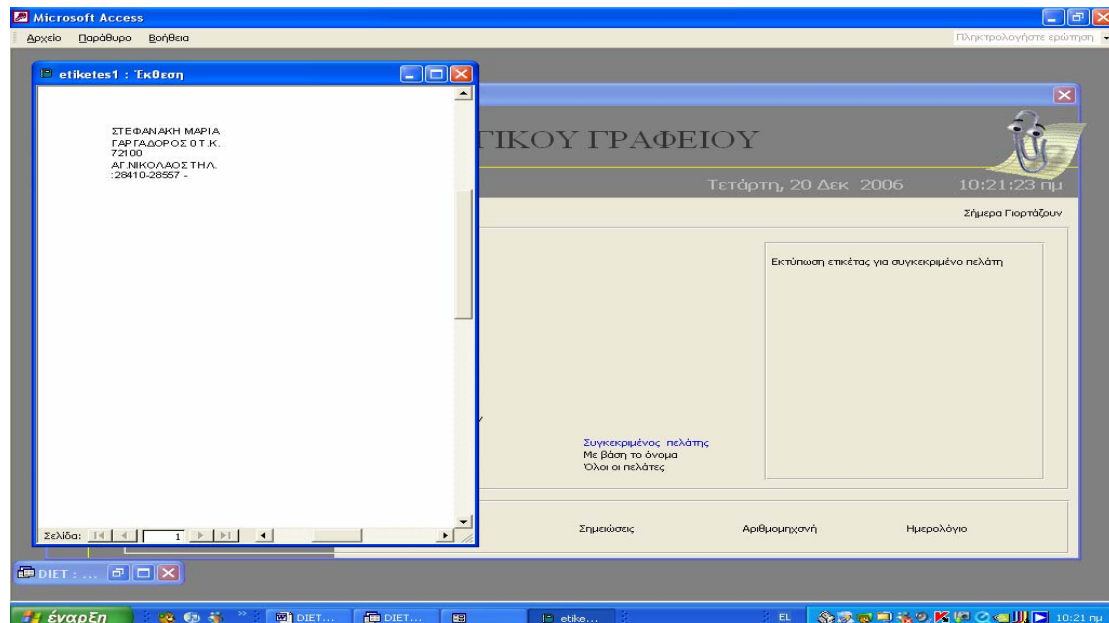 Microsoft Access
Αρχείο Παράθυρο Βοήθεια
Πληκτρολογήστε ερώτηση
etiketes1 : Έκθεση
ΣΤΕΦΑΝΑΚΗ ΜΑΡΙΑ
ΓΑΡΓΑΔΟΡΟΣ 0 Τ.Κ.
72100
ΑΓ.ΝΙΚΟΛΑΟΣ ΤΗΛ.
:28410-28557 -
Σελίδα: 1
ΤΙΚΟΥ ΓΡΑΦΕΙΟΥ
Τετάρτη, 20 Δεκ 2006 10:21:23 πμ
Σήμερα Γιορτάζουν
Εκτύπωση ετικέτας για συγκεκριμένο πελάτη
Συγκεκριμένος πελάτης
Με βάση το όνομα
Όλοι οι πελάτες
Σημειώσεις Αριθμομηχανή Ημερολόγιο
DIET : ...
έναρξη DIET... DIET... etike... EL 10:21 πμ